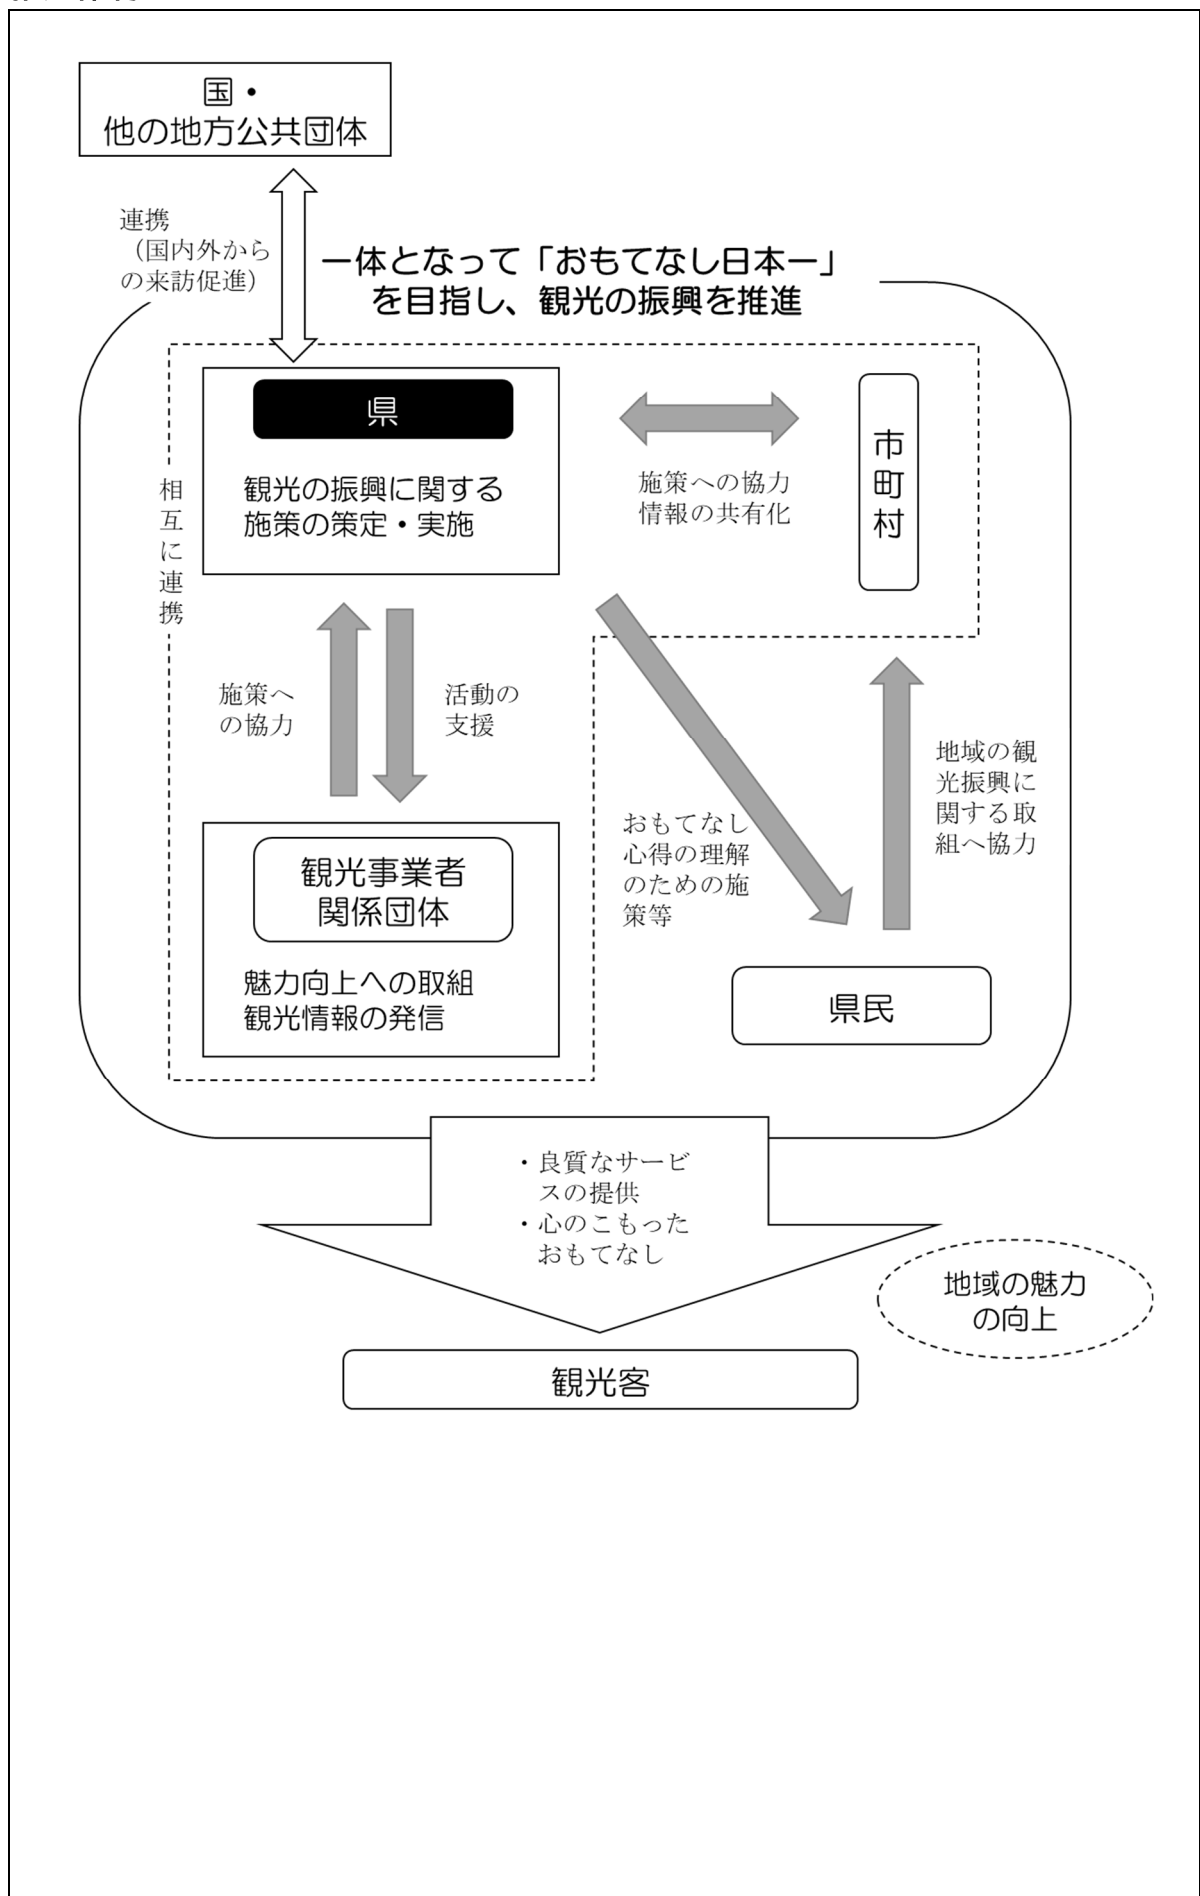 国・
他の地方公共団体
連携
（国内外から
の来訪促進）
一体となって「おもてなし日本一」
を目指し、観光の振興を推進
県
観光の振興に関する
施策の策定・実施
施策への協力
情報の共有化
市町村
相互に連携
施策へ
の協力
活動の
支援
おもてなし
心得の理解
のための施
策等
地域の観
光振興に
関する取
組へ協力
観光事業者
関係団体
魅力向上への取組
観光情報の発信
県民
・良質なサービ
スの提供
・心のこもった
おもてなし
地域の魅力
の向上
観光客